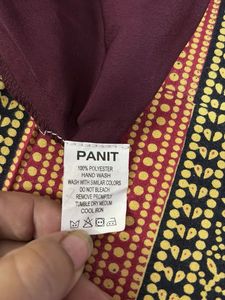 PANIT
100% POLYESTER
HAND WASH
WASH WITH SIMILAR COLORS
DO NOT BLEACH
REMOVE PROMPTLY
TUMBLE DRY MEDIUM
COOL IRON